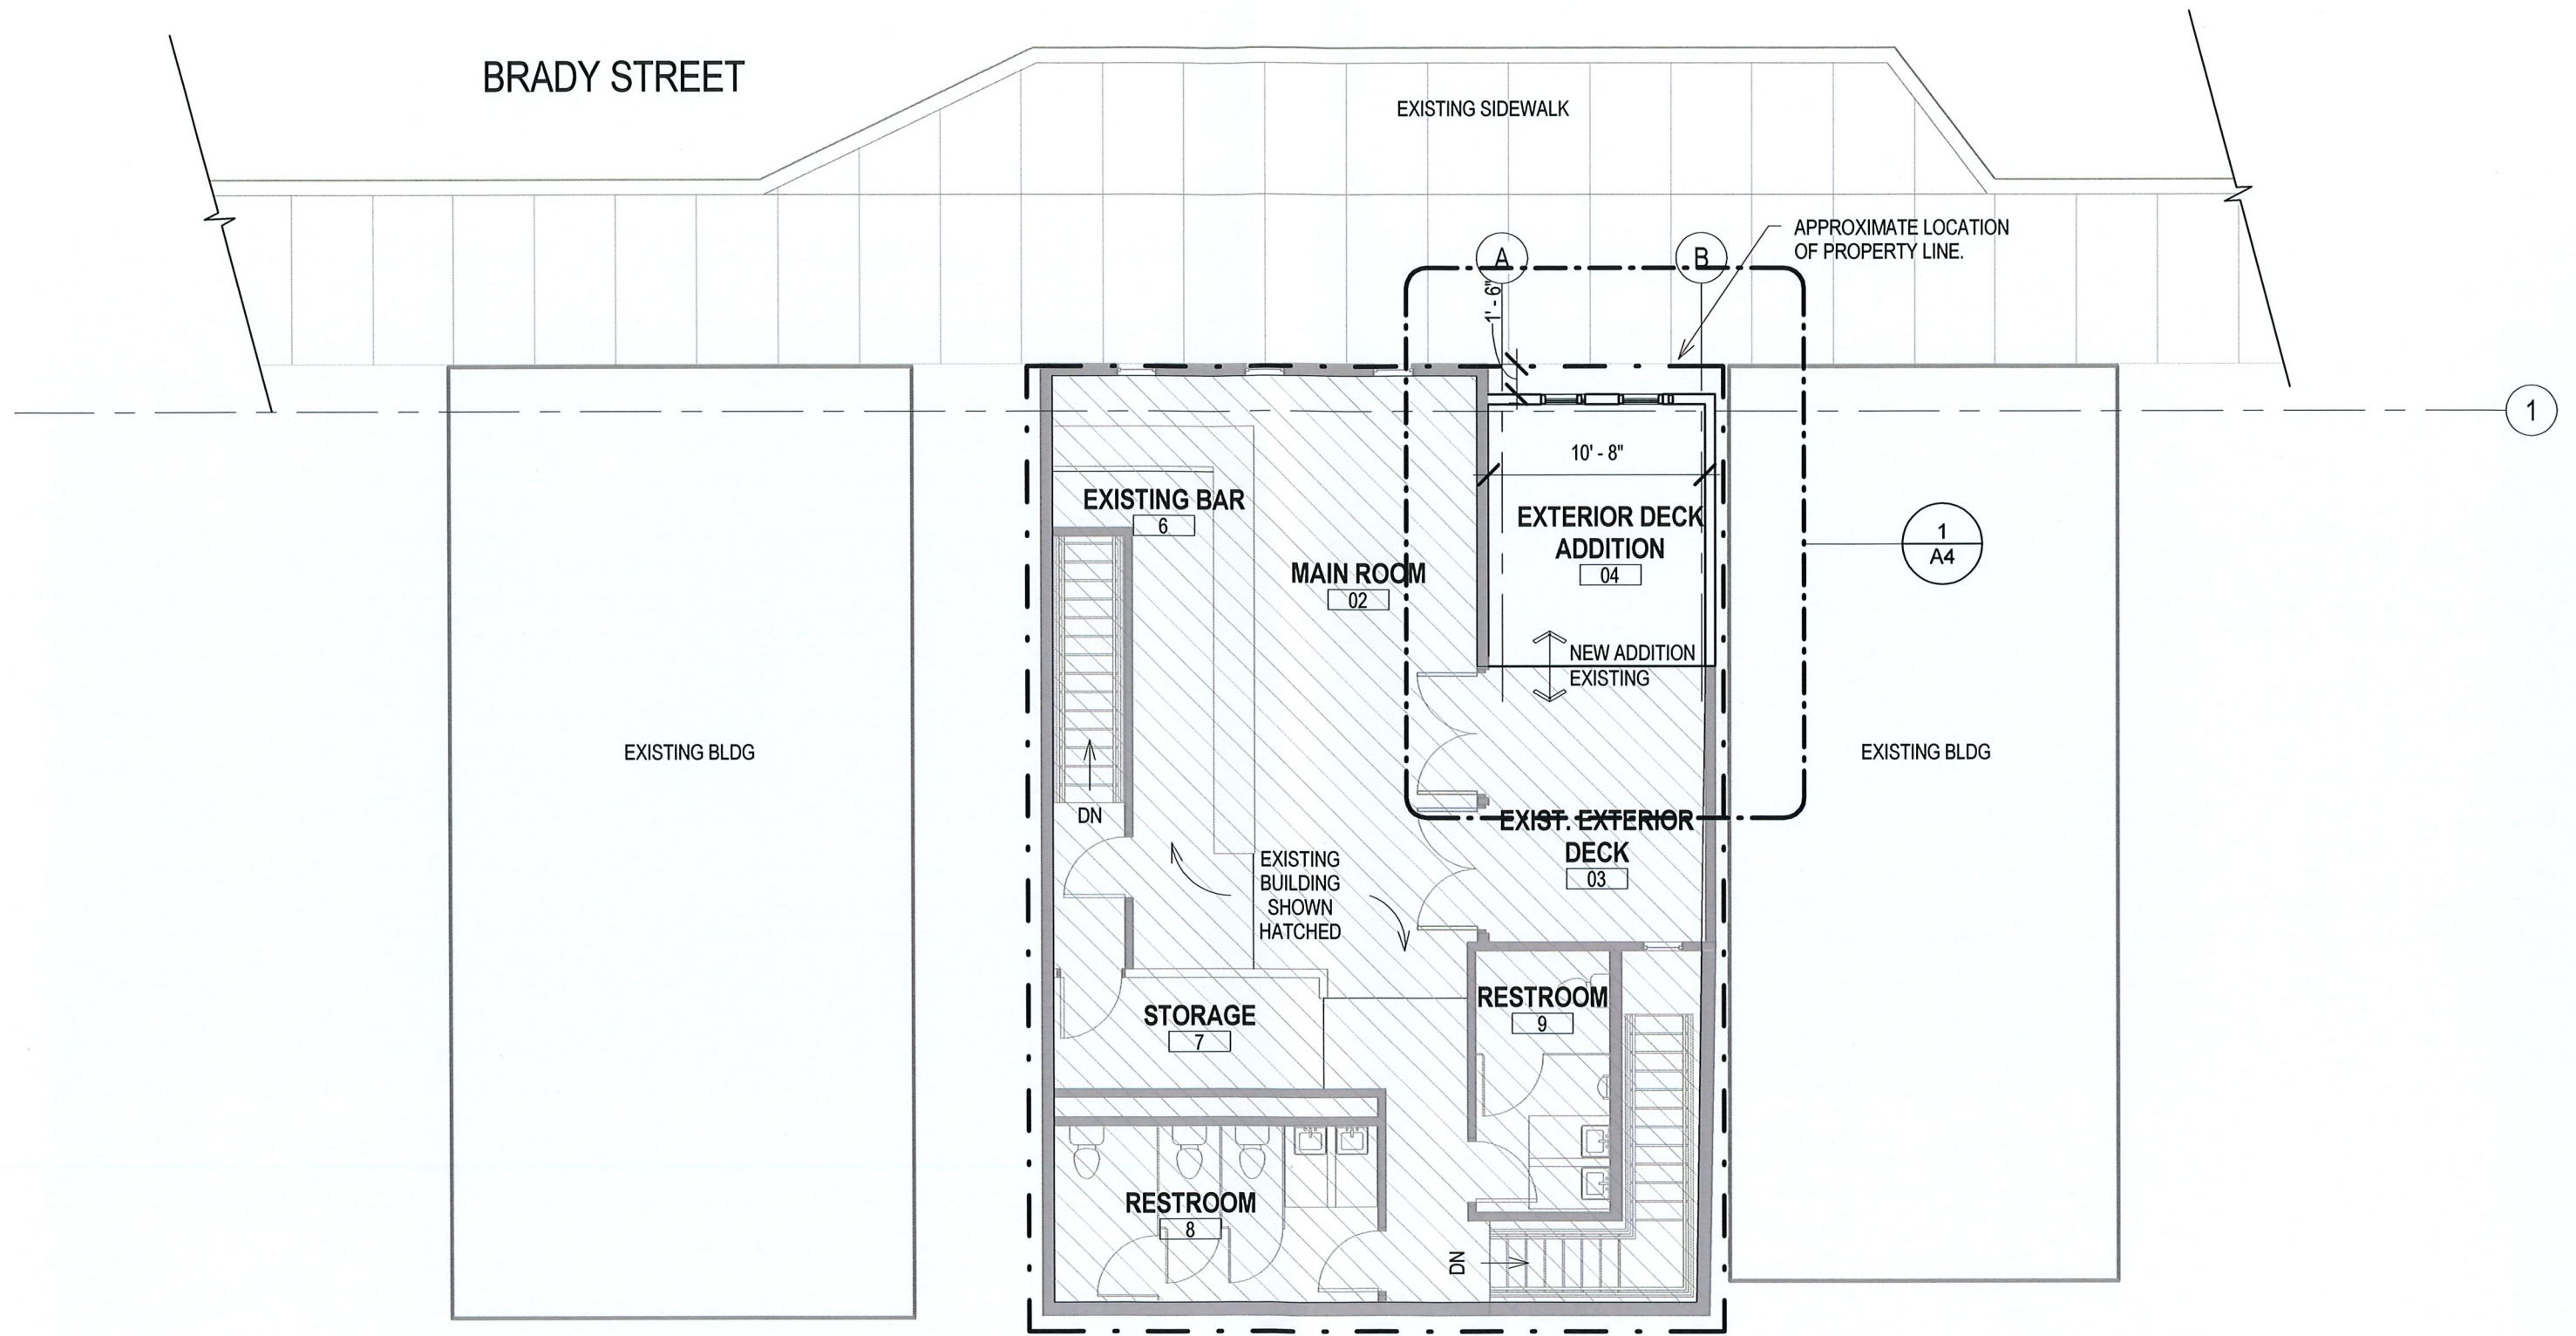 BRADY STREET
EXISTING SIDEWALK
APPROXIMATE LOCATION
OF PROPERTY LINE.
A
B
1' - 6"
1
10' - 8"
EXISTING BAR
6
EXTERIOR DECK
ADDITION
04
1
A4
MAIN ROOM
02
NEW ADDITION
EXISTING
EXISTING BLDG
EXISTING BLDG
DN
EXIST. EXTERIOR
DECK
03
EXISTING
BUILDING
SHOWN
HATCHED
RESTROOM
9
STORAGE
7
RESTROOM
8
DN